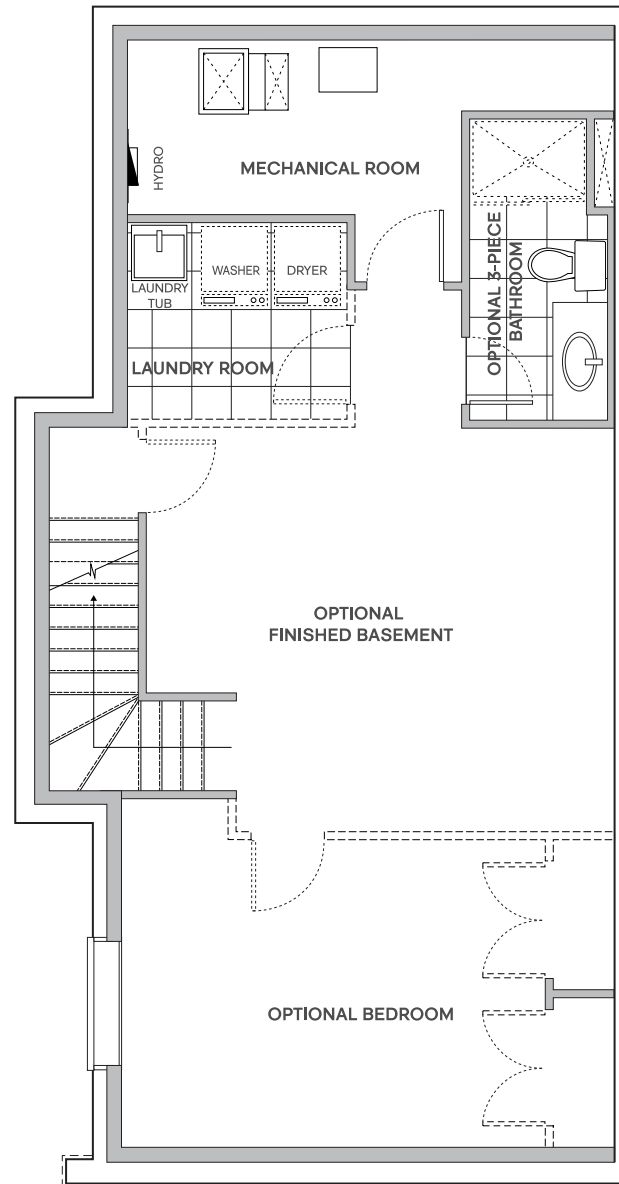 MECHANICAL ROOM
HYDRO
WASHER
DRYER
LAUNDRY
TUB
OPTIONAL 3-PIECE
BATHROOM
LAUNDRY ROOM
OPTIONAL
FINISHED BASEMENT
OPTIONAL BEDROOM